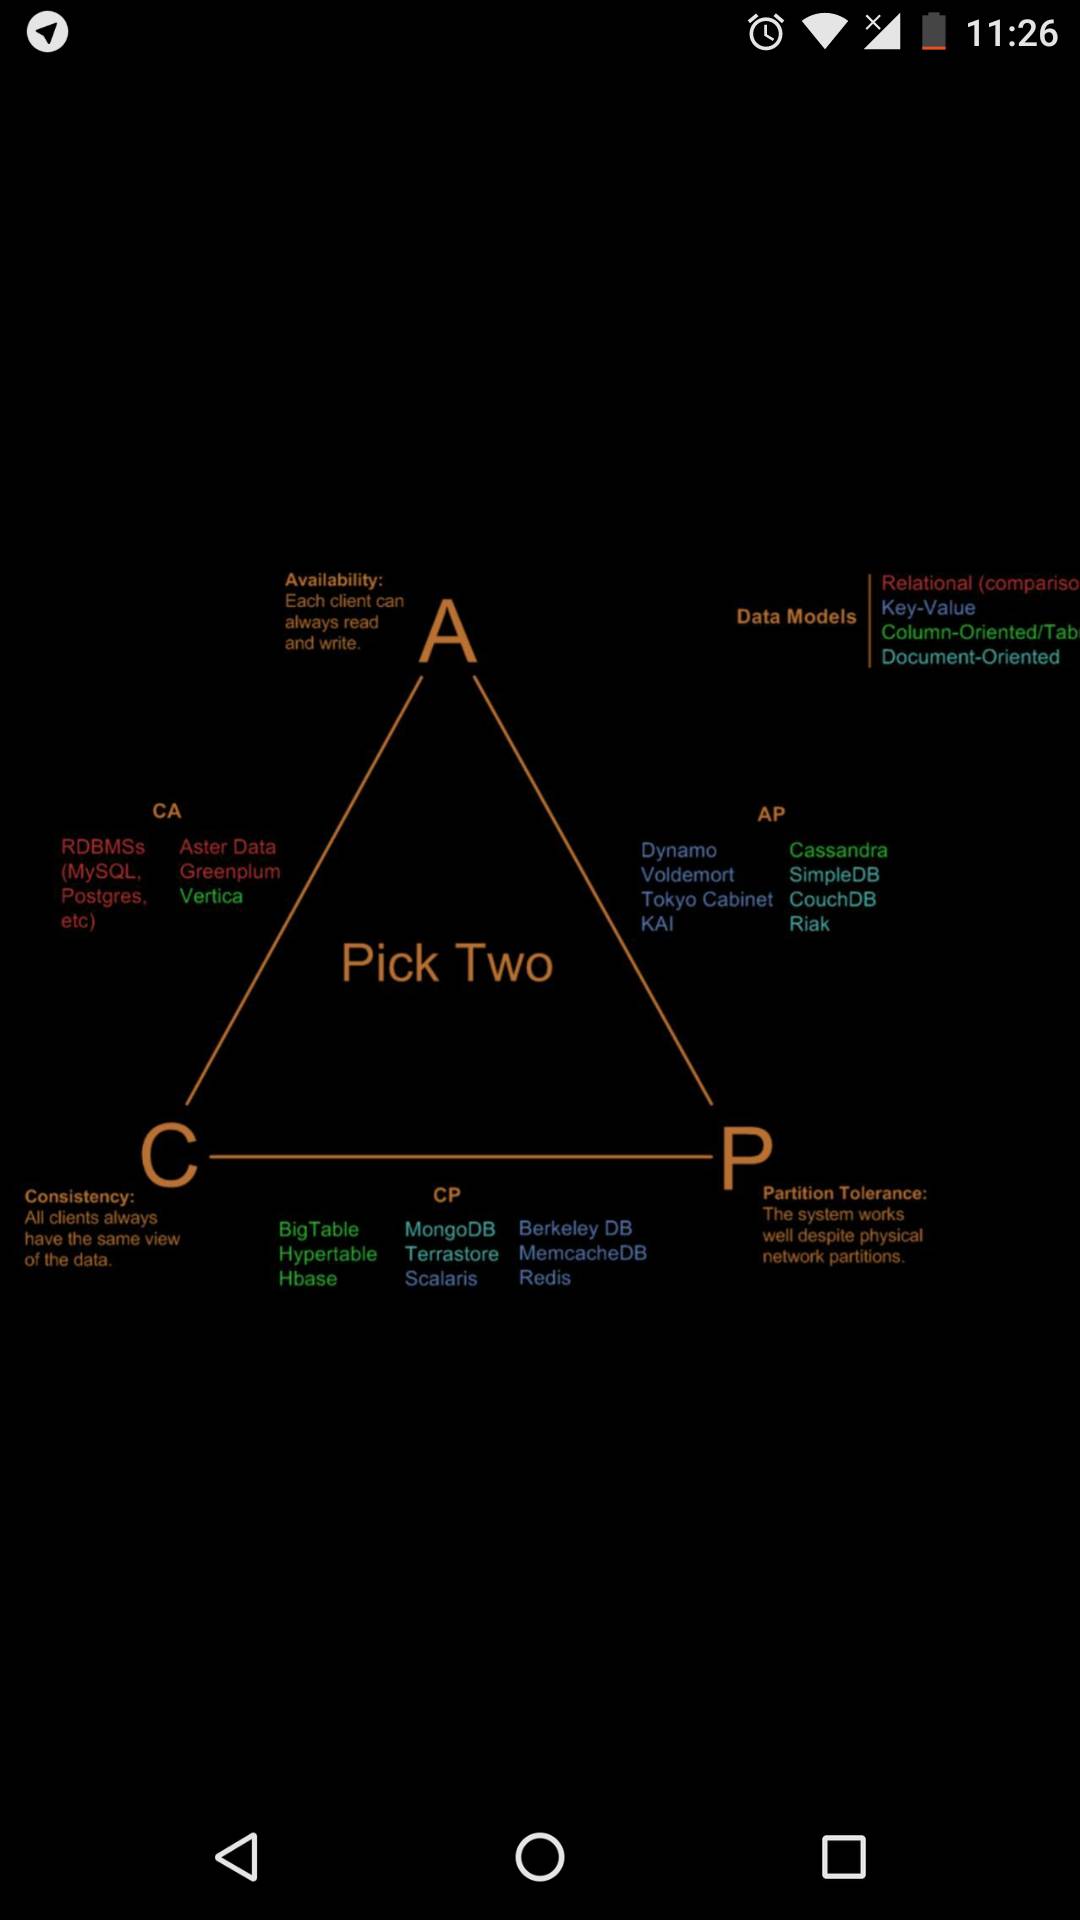 11:26
Availability:
Each client can
always read
and write.
A
Data Models
Relational (compariso
Key-Value
Column-Oriented/Tab
Document-Oriented
CA
RDBMSs
(MySQL,
Postgres,
etc)
Aster Data
Greenplum
Vertica
AP
Dynamo
Voldemort
Tokyo Cabinet
KAI
Cassandra
SimpleDB
CouchDB
Riak
Pick Two
C
P
Consistency:
All clients always
have the same view
of the data.
CP
BigTable
Hypertable
Hbase
MongoDB
Terrastore
Scalaris
Berkeley DB
MemcacheDB
Redis
Partition Tolerance:
The system works
well despite physical
network partitions.